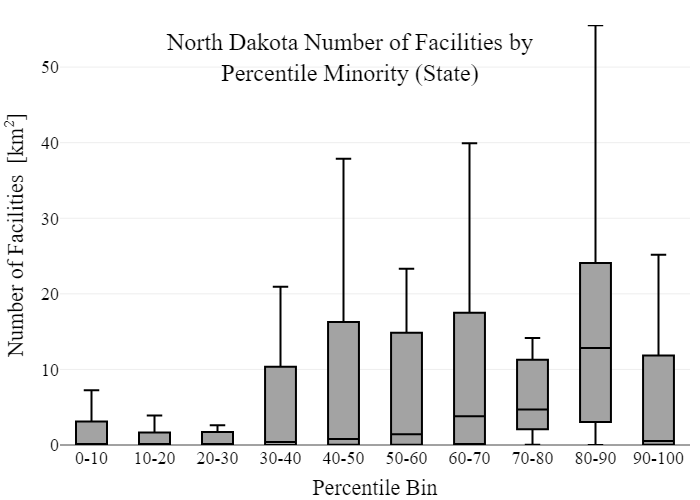 North Dakota Number of Facilities by
Percentile Minority (State)
Number of Facilities [km²]
50
40
30
20
10
0
0-10 10-20 20-30 30-40 40-50 50-60 60-70 70-80 80-90 90-100
Percentile Bin